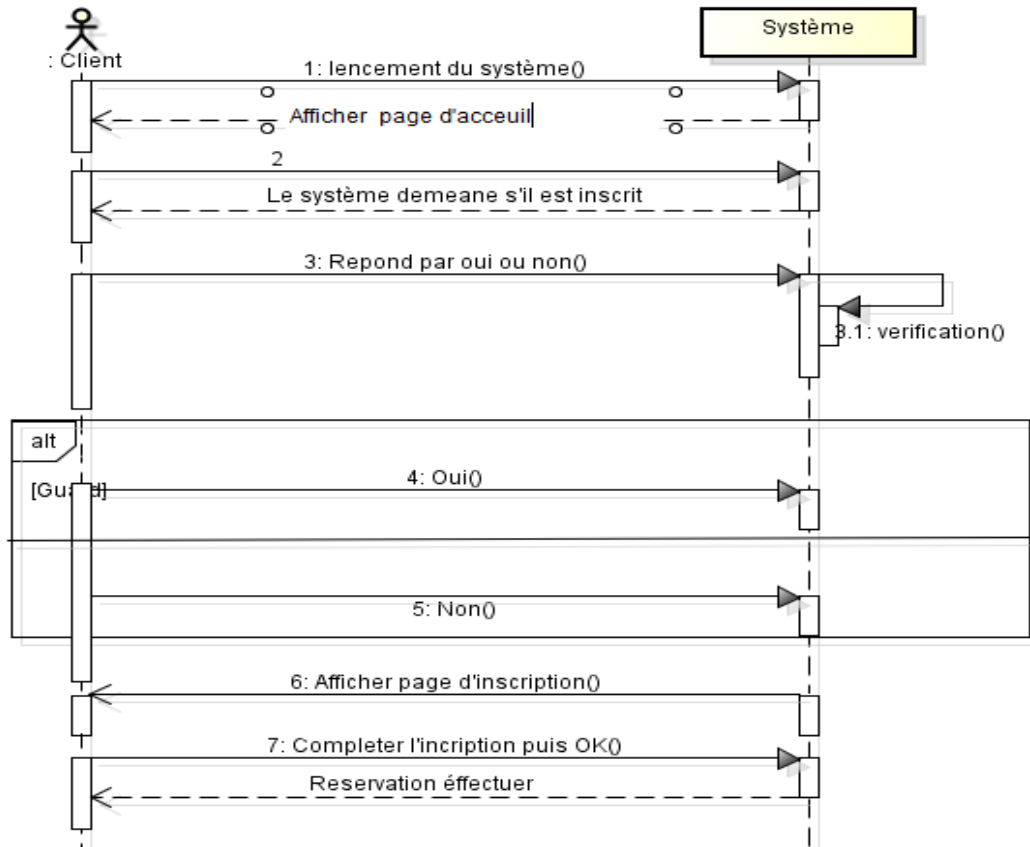 Système
: Client
1: lencement du système()
Afficher page d'acceuil
2
Le système demeane s'il est inscrit
3: Repond par oui ou non()
3.1: verification()
alt
[Guard]
4: Oui()
5: Non()
6: Afficher page d'inscription()
7: Completer l'incription puis OK()
Reservation éffectuer